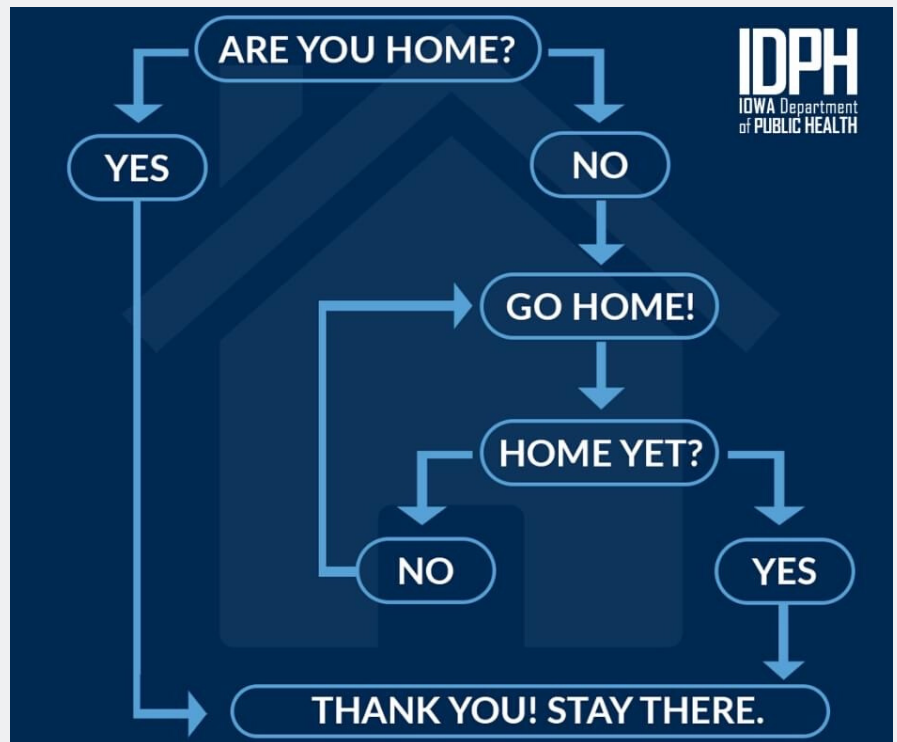 ARE YOU HOME?
IDPH
IOWA Department
of PUBLIC HEALTH
YES
NO
GO HOME!
HOME YET?
NO
YES
THANK YOU! STAY THERE.